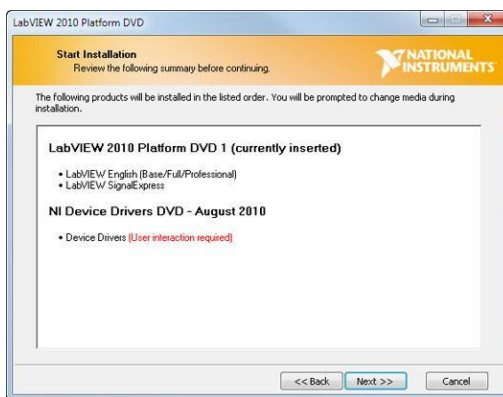 LabVIEW 2010 Platform DVD
Start Installation
Review the following summary before continuing.
NATIONAL
INSTRUMENTS
The following products will be installed in the listed order. You will be prompted to change media during
installation.
LabVIEW 2010 Platform DVD 1 (currently inserted)
• LabVIEW English (Base/Full/Professional)
• LabVIEW SignalExpress
NI Device Drivers DVD - August 2010
• Device Drivers (User interaction required)
<< Back Next >> Cancel